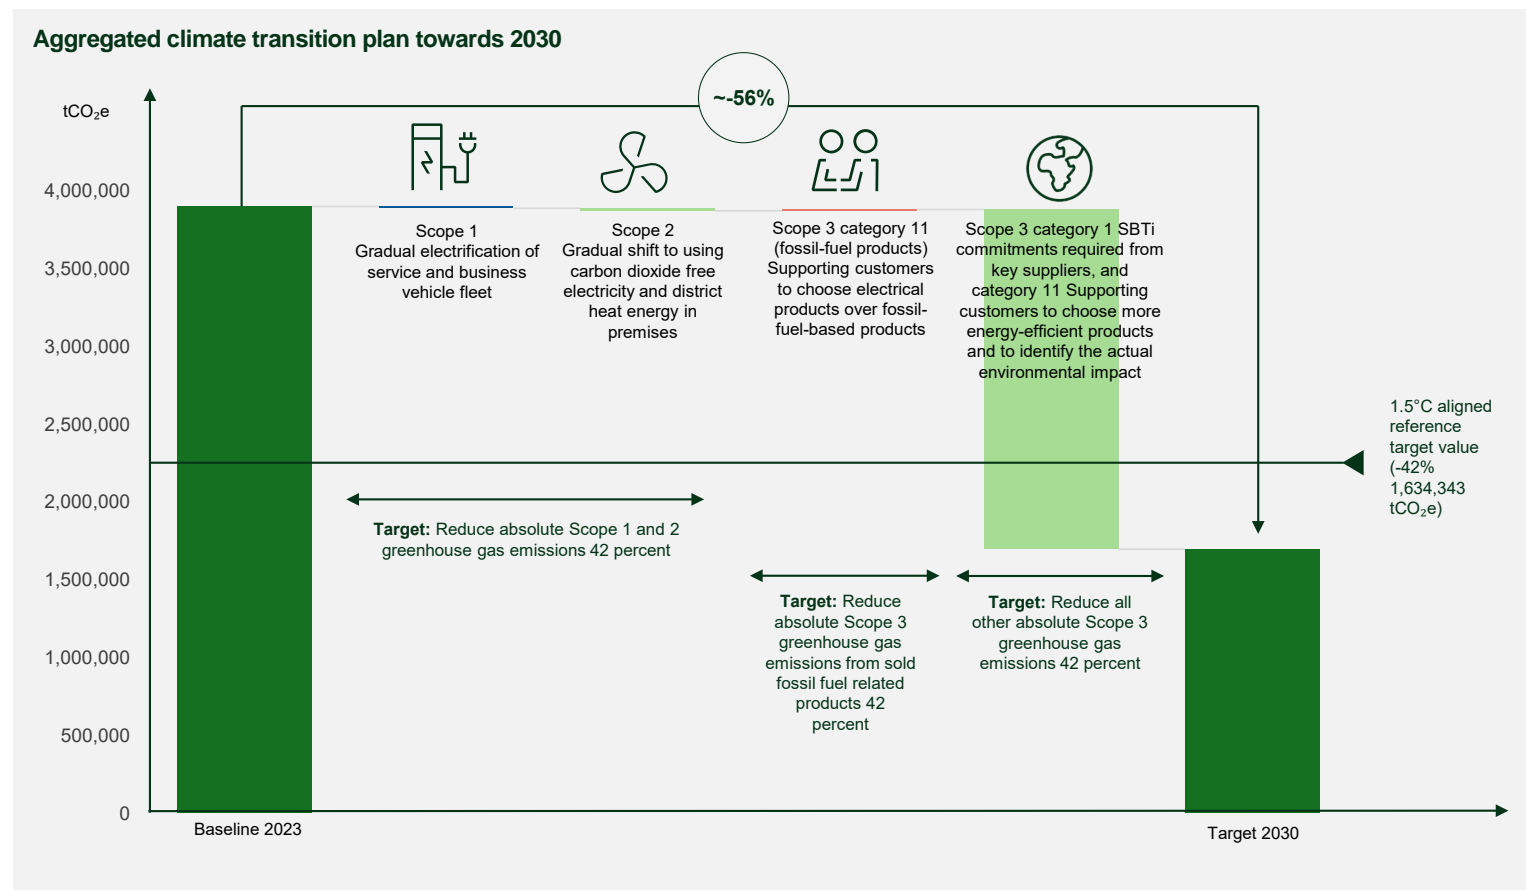 Aggregated climate transition plan towards 2030
~-56%
tCO₂e
4,000,000
3,500,000
3,000,000
2,500,000
2,000,000
1,500,000
1,000,000
500,000
0
Scope 1
Gradual electrification of
service and business
vehicle fleet
Scope 2
Gradual shift to using
carbon dioxide free
electricity and district
heat energy in
premises
Scope 3 category 11
(fossil-fuel products)
Supporting customers
to choose electrical
products over fossil-
fuel-based products
Scope 3 category 1 SBTi
commitments required from
key suppliers, and
category 11 Supporting
customers to choose more
energy-efficient products
and to identify the actual
environmental impact
1.5°C aligned
reference
target value
(-42%
1,634,343
tCO₂e)
Target: Reduce absolute Scope 1 and 2
greenhouse gas emissions 42 percent
Target: Reduce
absolute Scope 3
greenhouse gas
emissions from sold
fossil fuel related
products 42
percent
Target: Reduce all
other absolute Scope 3
greenhouse gas
emissions 42 percent
Baseline 2023
Target 2030